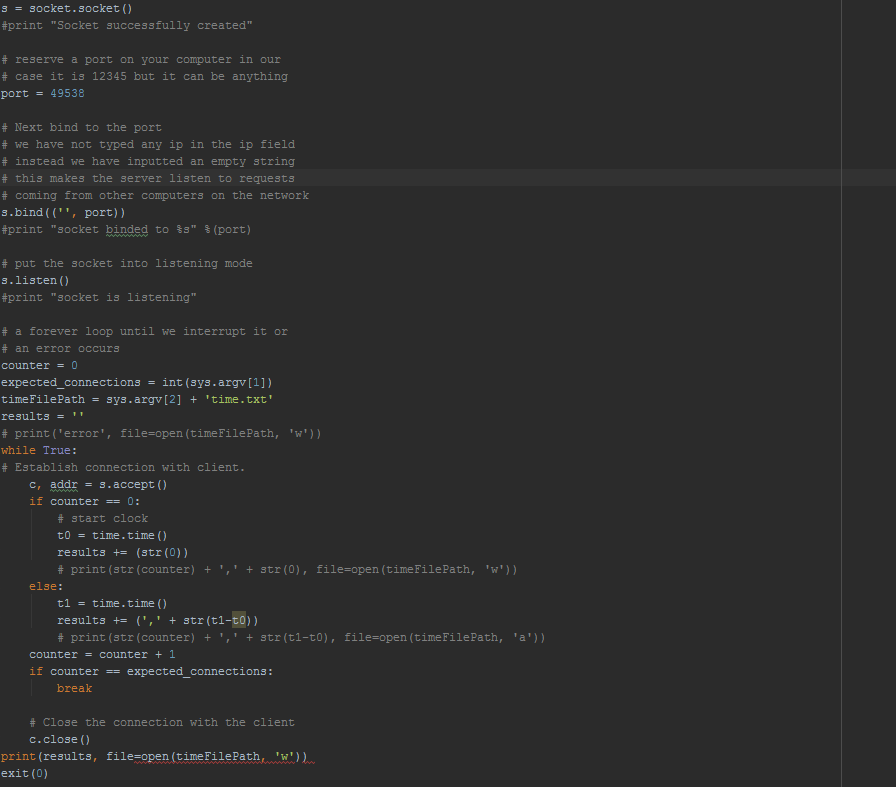 s = socket.socket()
#print "Socket successfully created"
# reserve a port on your computer in our
# case it is 12345 but it can be anything
port = 49538
# Next bind to the port
# we have not typed any ip in the ip field
# instead we have inputted an empty string
# this makes the server listen to requests
# coming from other computers on the network
s.bind(('', port))
#print "socket binded to %s" %(port)
# put the socket into listening mode
s.listen()
#print "socket is listening"
# a forever loop until we interrupt it or
# an error occurs
counter = 0
expected_connections = int(sys.argv[1])
timeFilePath = sys.argv[2] + 'time.txt'
results = ''
# print('error', file=open(timeFilePath, 'w'))
while True:
# Establish connection with client.
    c, addr = s.accept()
    if counter == 0:
        # start clock
        t0 = time.time()
        results += (str(0))
        # print(str(counter) + ',' + str(0), file=open(timeFilePath, 'w'))
    else:
        t1 = time.time()
        results += (',' + str(t1-t0))
        # print(str(counter) + ',' + str(t1-t0), file=open(timeFilePath, 'a'))
    counter = counter + 1
    if counter == expected_connections:
        break
    # Close the connection with the client
    c.close()
print(results, file=open(timeFilePath, 'w'))
exit(0)